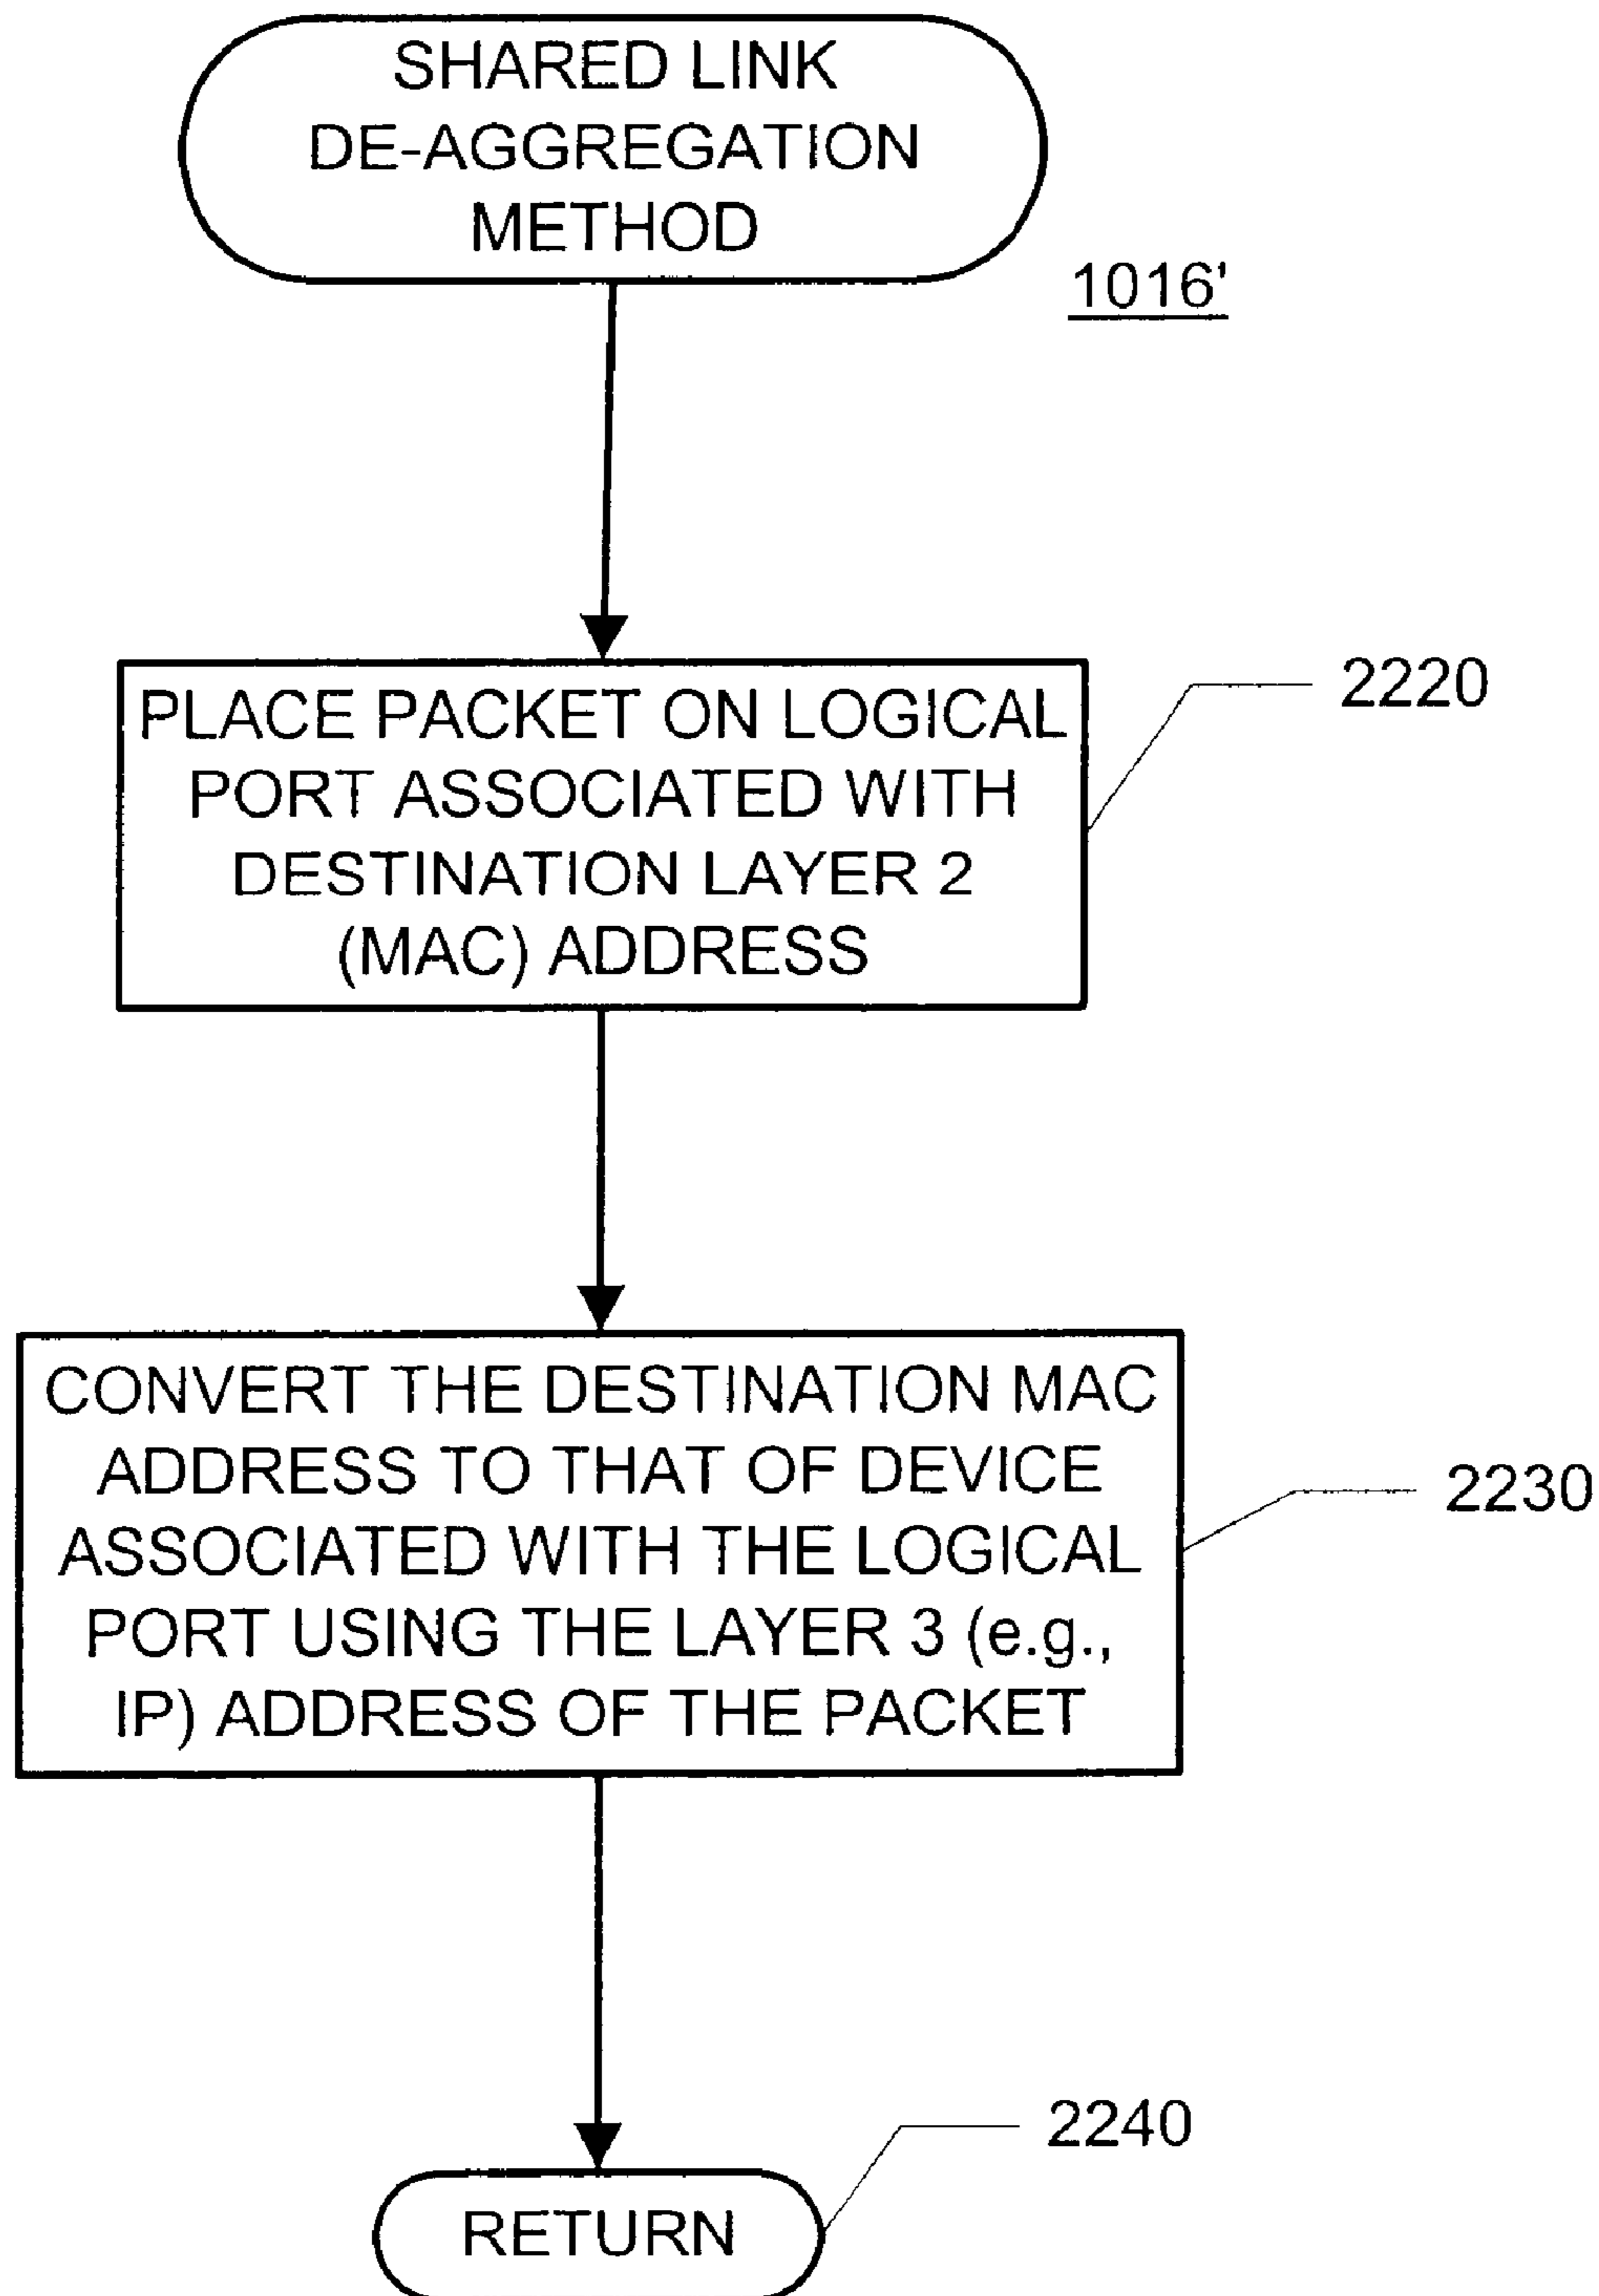 SHARED LINK
DE-AGGREGATION
METHOD
1016'
PLACE PACKET ON LOGICAL
PORT ASSOCIATED WITH
DESTINATION LAYER 2
(MAC) ADDRESS
2220
CONVERT THE DESTINATION MAC
ADDRESS TO THAT OF DEVICE
ASSOCIATED WITH THE LOGICAL
PORT USING THE LAYER 3 (e.g.,
IP) ADDRESS OF THE PACKET
2230
2240
RETURN